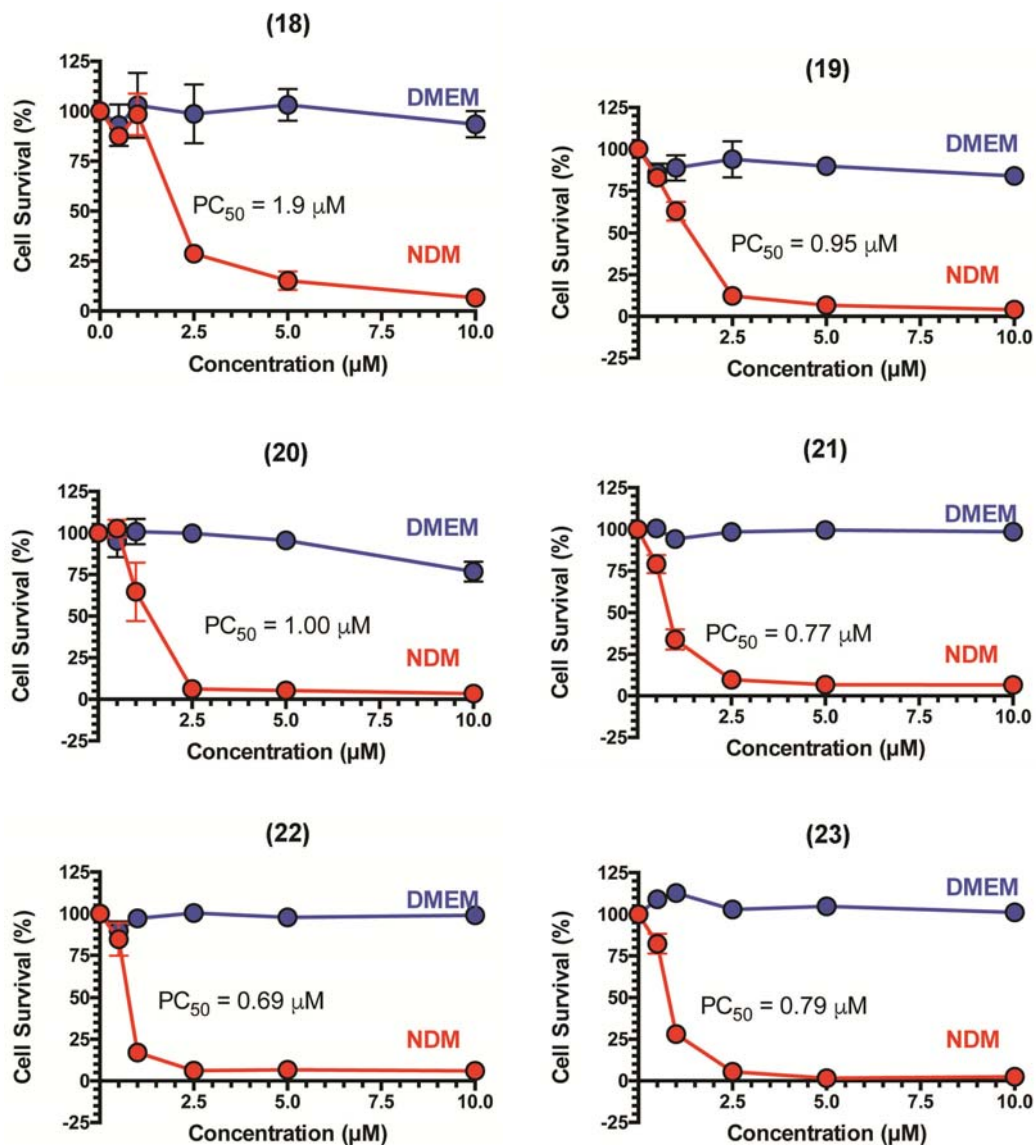 (18)
125
100
75
50
25
0
0.0
2.5
5.0
7.5
10.0
Cell Survival (%)
Concentration (µM)
DMEM
PC50 = 1.9 µM
NDM
(19)
125
100
75
50
25
0
-25
2.5
5.0
7.5
10.0
Cell Survival (%)
Concentration (µM)
DMEM
PC50 = 0.95 µM
NDM
(20)
125
100
75
50
25
0
-25
2.5
5.0
7.5
10.0
Cell Survival (%)
Concentration (µM)
DMEM
PC50 = 1.00 µM
NDM
(21)
125
100
75
50
25
0
-25
2.5
5.0
7.5
10.0
Cell Survival (%)
Concentration (µM)
DMEM
PC50 = 0.77 µM
NDM
(22)
125
100
75
50
25
0
-25
2.5
5.0
7.5
10.0
Cell Survival (%)
Concentration (µM)
DMEM
PC50 = 0.69 µM
NDM
(23)
125
100
75
50
25
0
-25
2.5
5.0
7.5
10.0
Cell Survival (%)
Concentration (µM)
DMEM
PC50 = 0.79 µM
NDM